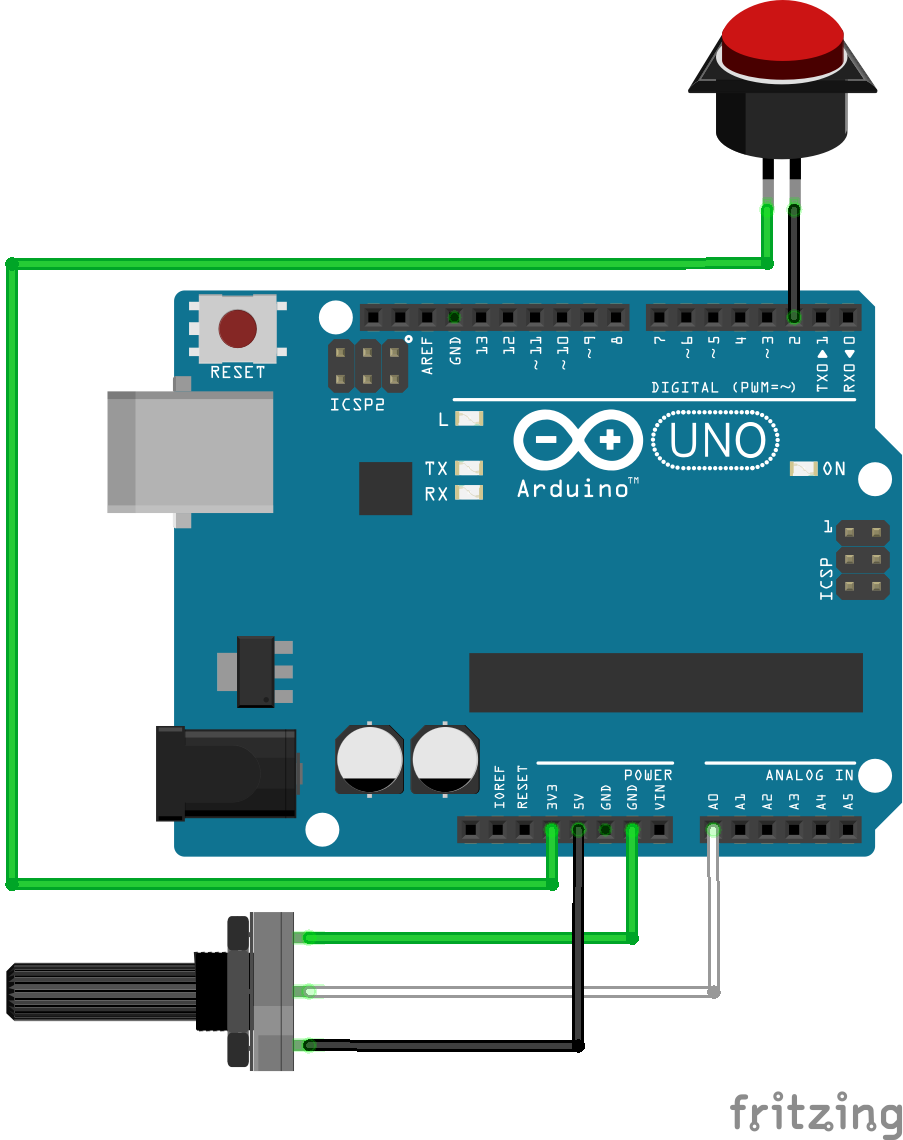 RESET
ICSP2
AREF
GND
13
12
~11
~10
~9
8
7
~6
~5
4
~3
2
TX0▶1
RX0◀0
DIGITAL (PWM=~)
L
TX
RX
UNO
Arduino™
ON
1
ICSP
POWER
ANALOG IN
IOREF
RESET
3V3
5V
GND
GND
VIN
A0
A1
A2
A3
A4
A5
fritzing